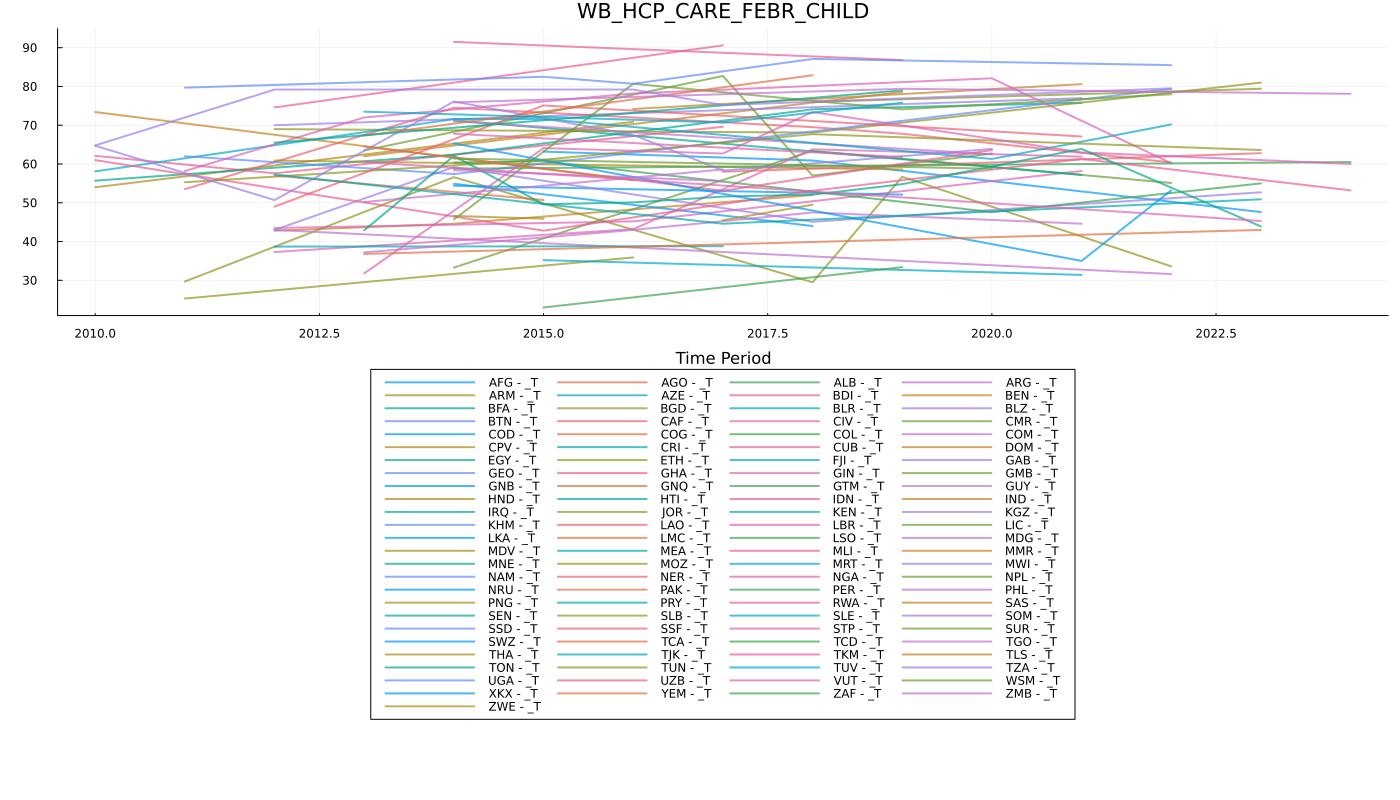 WB_HCP_CARE_FEBR_CHILD
90
80
70
60
50
40
30
2010.0 2012.5 2015.0 2017.5 2020.0 2022.5
Time Period
AFG - _T AGO - _T ALB - _T ARG - _T
ARM - _T AZE - _T BDI - _T BEN - _T
BFA - _T BGD - _T BLR - _T BLZ - _T
BTN - _T CAF - _T CIV - _T CMR - _T
COD - _T COG - _T COL - _T COM - _T
CPV - _T CRI - _T CUB - _T DOM - _T
EGY - _T ETH - _T FJI - _T GAB - _T
GEO - _T GHA - _T GIN - _T GMB - _T
GNB - _T GNQ - _T GTM - _T GUY - _T
HND - _T HTI - _T IDN - _T IND - _T
IRQ - _T JOR - _T KEN - _T KGZ - _T
KHM - _T LAO - _T LBR - _T LIC - _T
LKA - _T LMC - _T LSO - _T MDG - _T
MDV - _T MEA - _T MLI - _T MMR - _T
MNE - _T MOZ - _T MRT - _T MWI - _T
NAM - _T NER - _T NGA - _T NPL - _T
NRU - _T PAK - _T PER - _T PHL - _T
PNG - _T PRY - _T RWA - _T SAS - _T
SEN - _T SLB - _T SLE - _T SOM - _T
SSD - _T SSF - _T STP - _T SUR - _T
SWZ - _T TCA - _T TCD - _T TGO - _T
THA - _T TJK - _T TKM - _T TLS - _T
TON - _T TUN - _T TUV - _T TZA - _T
UGA - _T UZB - _T VUT - _T WSM - _T
XKX - _T YEM - _T ZAF - _T ZMB - _T
ZWE - _T